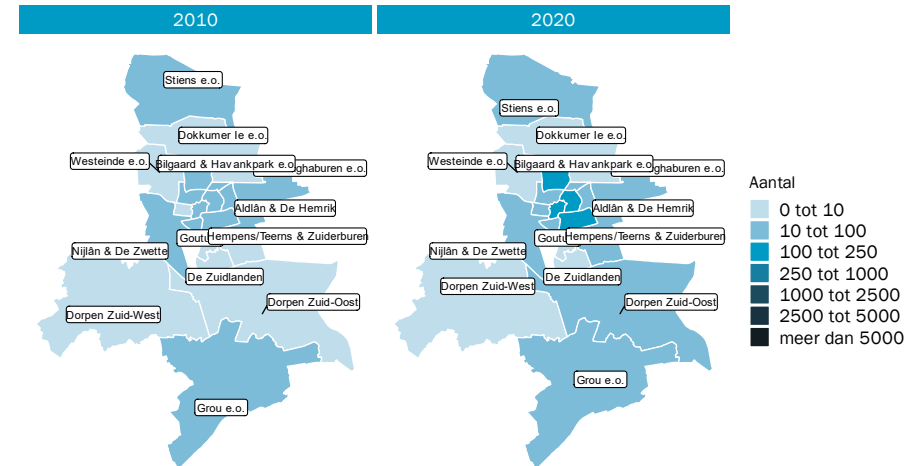 2010
2020
Stiens e.o.
Dokkumer Ie e.o.
Westeinde e.o.
Bilgaard & Havankpark e.o.
ghaburen e.o.
Aldlân & De Hemrik
Goutu
Hempens/Teerns & Zuiderburen
Nijlân & De Zwette
De Zuidlanden
Dorpen Zuid-Oost
Dorpen Zuid-West
Grou e.o.
Stiens e.o.
Dokkumer Ie e.o.
Westeinde e.o.
Bilgaard & Havankpark e.o.
ghaburen e.o.
Aldlân & De Hemrik
Goutu
Hempens/Teerns & Zuiderburen
Nijlân & De Zwette
De Zuidlanden
Dorpen Zuid-West
Dorpen Zuid-Oost
Grou e.o.
Aantal
0 tot 10
10 tot 100
100 tot 250
250 tot 1000
1000 tot 2500
2500 tot 5000
meer dan 5000